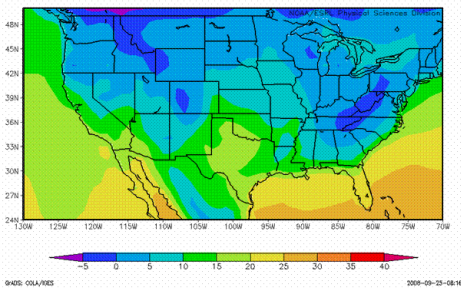 NCAR/ESRL Physical Sciences Division
48N
45N
42N
39N
36N
33N
30N
27N
24N
130W 125W 120W 115W 110W 105W 100W 95W 90W 85W 80W 75W 70W
-5 0 5 10 15 20 25 30 35 40
GrADS: COLA/IGES 2008-09-25-08:16